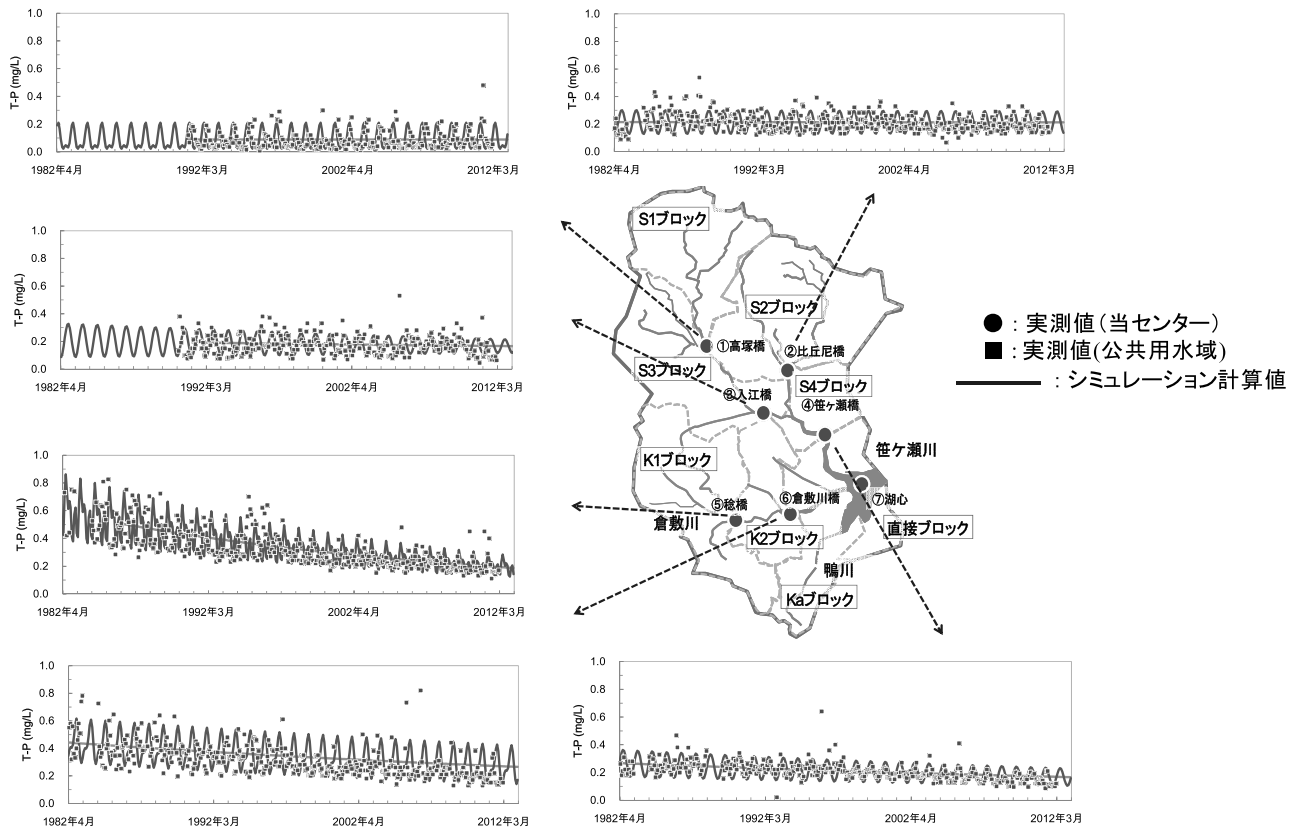 T-P (mg/L)
1.0
0.8
0.6
0.4
0.2
0.0
1982年4月
1992年3月
2002年4月
2012年3月
T-P (mg/L)
1.0
0.8
0.6
0.4
0.2
0.0
1982年4月
1992年3月
2002年4月
2012年3月
T-P (mg/L)
1.0
0.8
0.6
0.4
0.2
0.0
1982年4月
1992年3月
2002年4月
2012年3月
T-P (mg/L)
1.0
0.8
0.6
0.4
0.2
0.0
1982年4月
1992年3月
2002年4月
2012年3月
T-P (mg/L)
1.0
0.8
0.6
0.4
0.2
0.0
1982年4月
1992年3月
2002年4月
2012年3月
T-P (mg/L)
1.0
0.8
0.6
0.4
0.2
0.0
1982年4月
1992年3月
2002年4月
2012年3月
S1ブロック
S2ブロック
①高塚橋
②比丘尼橋
S3ブロック
S4ブロック
③入江橋
④笹ヶ瀬橋
笹ケ瀬川
K1ブロック
⑤稔橋
⑥倉敷川橋
⑦湖心
倉敷川
K2ブロック
直接ブロック
鴨川
Kaブロック
：実測値（当センター）
：実測値(公共用水域)
：シミュレーション計算値